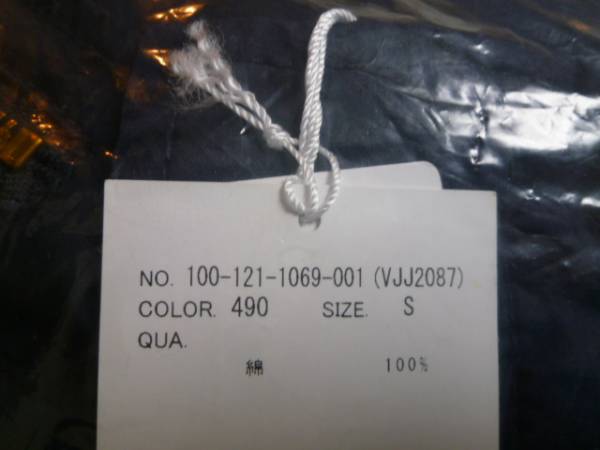 NO. 100-121-1069-001 (VJJ2087)
COLOR. 490 SIZE. S
QUA.
綿 100%